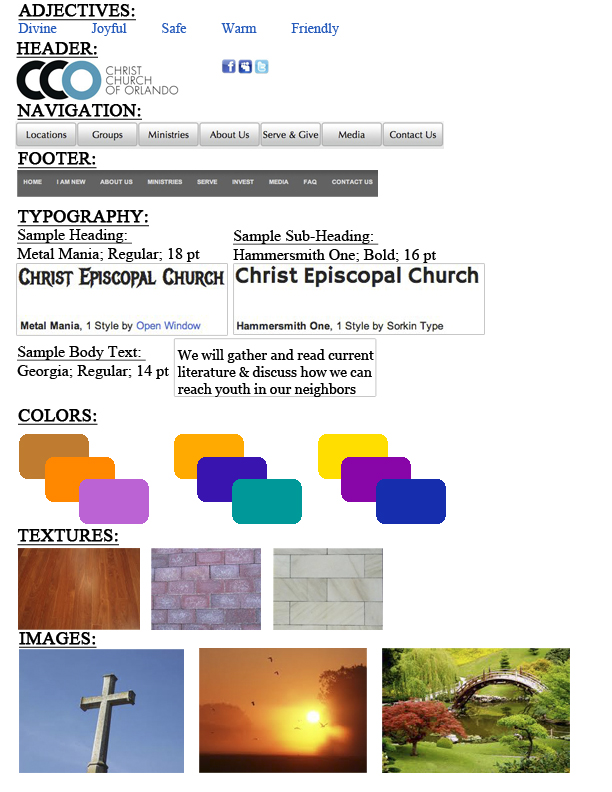 ADJECTIVES:
Divine Joyful Safe Warm Friendly
HEADER:
CCO CHRIST
CHURCH
OF ORLANDO
f t
NAVIGATION:
Locations Groups Ministries About Us Serve & Give Media Contact Us
FOOTER:
HOME I AM NEW ABOUT US MINISTRIES SERVE INVEST MEDIA FAQ CONTACT US
TYPOGRAPHY:
Sample Heading:
Metal Mania; Regular; 18 pt
CHRIST EPISCOPAL CHURCH
Metal Mania, 1 Style by Open Window
Sample Sub-Heading:
Hammersmith One; Bold; 16 pt
Christ Episcopal Church
Hammersmith One, 1 Style by Sorkin Type
Sample Body Text:
Georgia; Regular; 14 pt
We will gather and read current
literature & discuss how we can
reach youth in our neighbors
COLORS:
TEXTURES:
IMAGES: